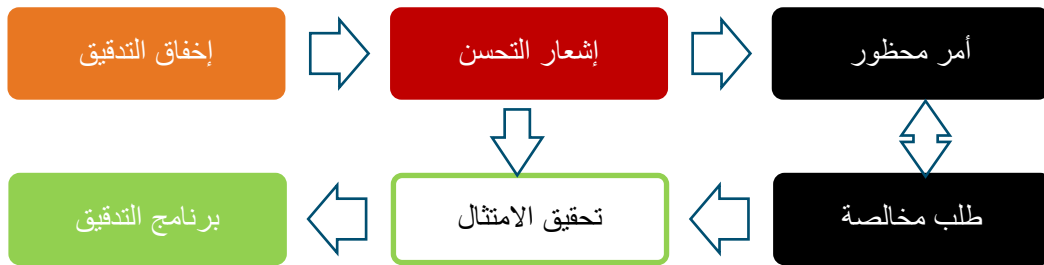 إخفاق التدقيق
إشعار التحسن
أمر محظور
طلب مخالصة
تحقيق الامتثال
برنامج التدقيق